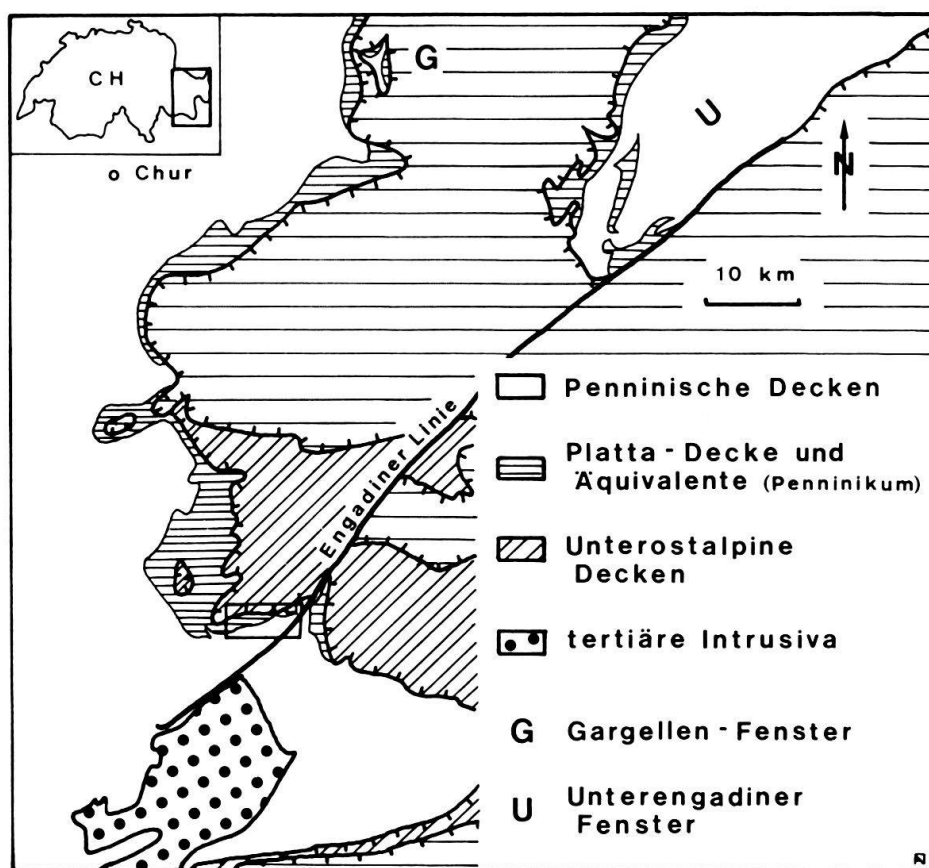 CH
o Chur
G
U
N
10 km
Engadiner Linie
Penninische Decken
Platta - Decke und
Äquivalente (Penninikum)
Unterostalpine
Decken
tertiäre Intrusiva
G Gargellen - Fenster
U Unterengadiner
Fenster